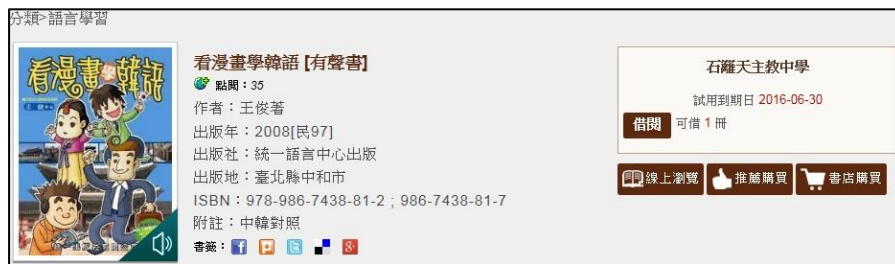 分類>語言學習
看漫畫學韓語
王俊 著
看漫畫學韓語 [有聲書]
點閱：35
作者：王俊著
出版年：2008[民97]
出版社：統一語言中心出版
出版地：臺北縣中和市
ISBN：978-986-7438-81-2 ; 986-7438-81-7
附註：中韓對照
書籤：
石籬天主教中學
試用到期日 2016-06-30
借閱 可借 1 冊
線上瀏覽 推薦購買 書店購買